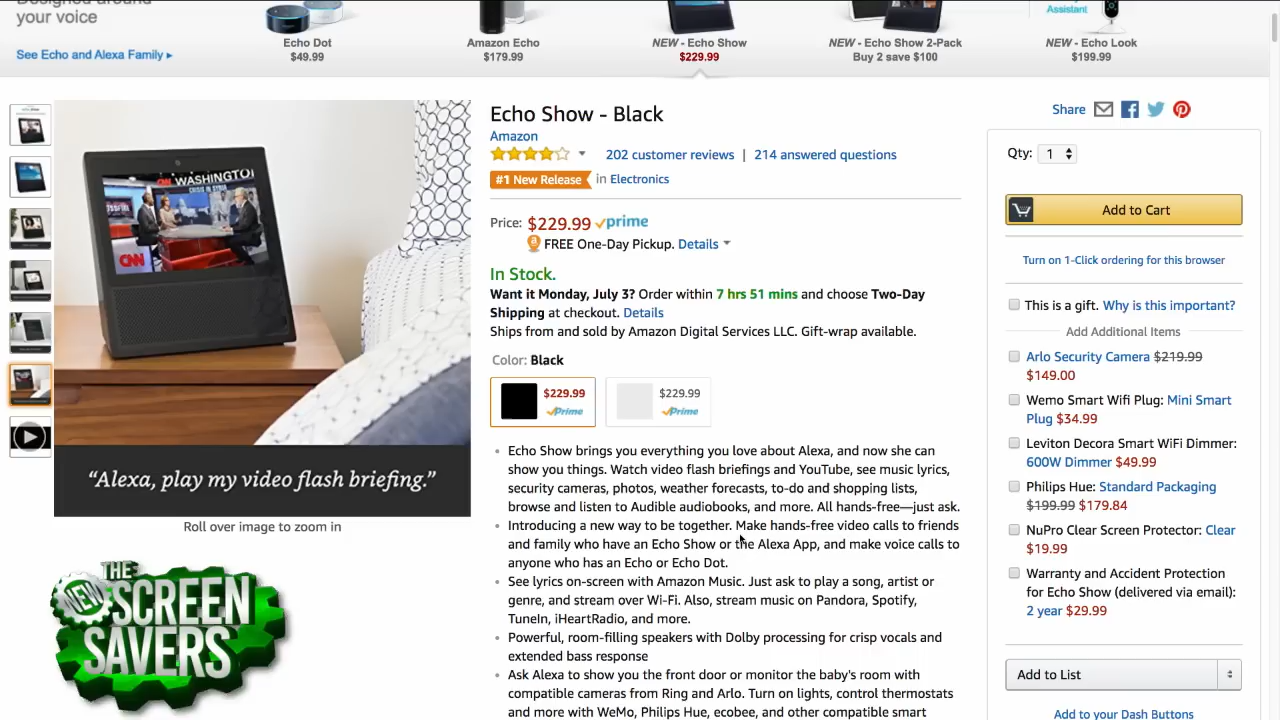 your voice
See Echo and Alexa Family ▸
Echo Dot
$49.99
Amazon Echo
$179.99
NEW - Echo Show
$229.99
NEW - Echo Show 2-Pack
Buy 2 save $100
Assistant
NEW - Echo Look
$199.99
Echo Show - Black
Amazon
202 customer reviews | 214 answered questions
#1 New Release in Electronics
Price: $229.99 prime
FREE One-Day Pickup. Details
In Stock.
Want it Monday, July 3? Order within 7 hrs 51 mins and choose Two-Day
Shipping at checkout. Details
Ships from and sold by Amazon Digital Services LLC. Gift-wrap available.
Color: Black
$229.99
Prime
$229.99
Prime
Echo Show brings you everything you love about Alexa, and now she can
show you things. Watch video flash briefings and YouTube, see music lyrics,
security cameras, photos, weather forecasts, to-do and shopping lists,
browse and listen to Audible audiobooks, and more. All hands-free—just ask.
Introducing a new way to be together. Make hands-free video calls to friends
and family who have an Echo Show or the Alexa App, and make voice calls to
anyone who has an Echo or Echo Dot.
See lyrics on-screen with Amazon Music. Just ask to play a song, artist or
genre, and stream over Wi-Fi. Also, stream music on Pandora, Spotify,
TuneIn, iHeartRadio, and more.
Powerful, room-filling speakers with Dolby processing for crisp vocals and
extended bass response
Ask Alexa to show you the front door or monitor the baby's room with
compatible cameras from Ring and Arlo. Turn on lights, control thermostats
and more with WeMo, Philips Hue, ecobee, and other compatible smart
WASHINGTON
CRISIS IN SYRIA
CNN
“Alexa, play my video flash briefing.”
Roll over image to zoom in
THE
NEW
SCREEN
SAVERS
Share
Qty: 1
Add to Cart
Turn on 1-Click ordering for this browser
This is a gift. Why is this important?
Add Additional Items
Arlo Security Camera $219.99
$149.00
Wemo Smart Wifi Plug: Mini Smart
Plug $34.99
Leviton Decora Smart WiFi Dimmer:
600W Dimmer $49.99
Philips Hue: Standard Packaging
$199.99 $179.84
NuPro Clear Screen Protector: Clear
$19.99
Warranty and Accident Protection
for Echo Show (delivered via email):
2 year $29.99
Add to List
Add to your Dash Buttons